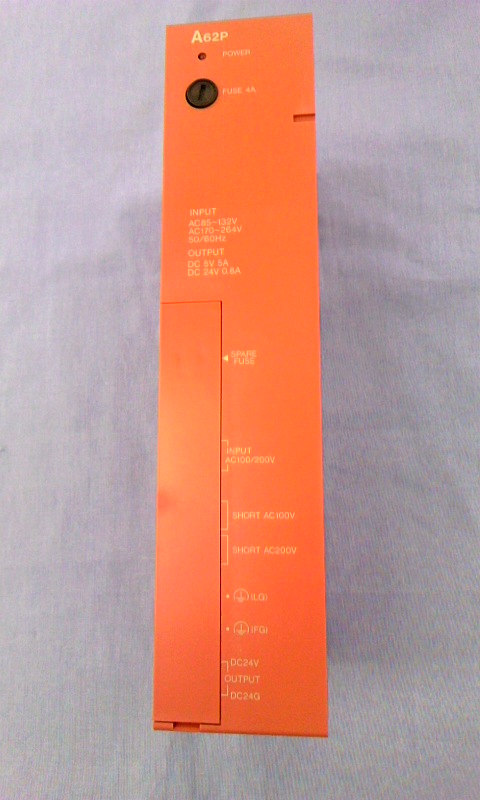 A62P
POWER
FUSE 4A
INPUT
AC85-132V
AC170-264V
50/60Hz
OUTPUT
DC 5V 5A
DC 24V 0.8A
SPARE
FUSE
INPUT
AC100/200V
SHORT AC100V
SHORT AC200V
(LG)
(FG)
DC24V
OUTPUT
DC24G